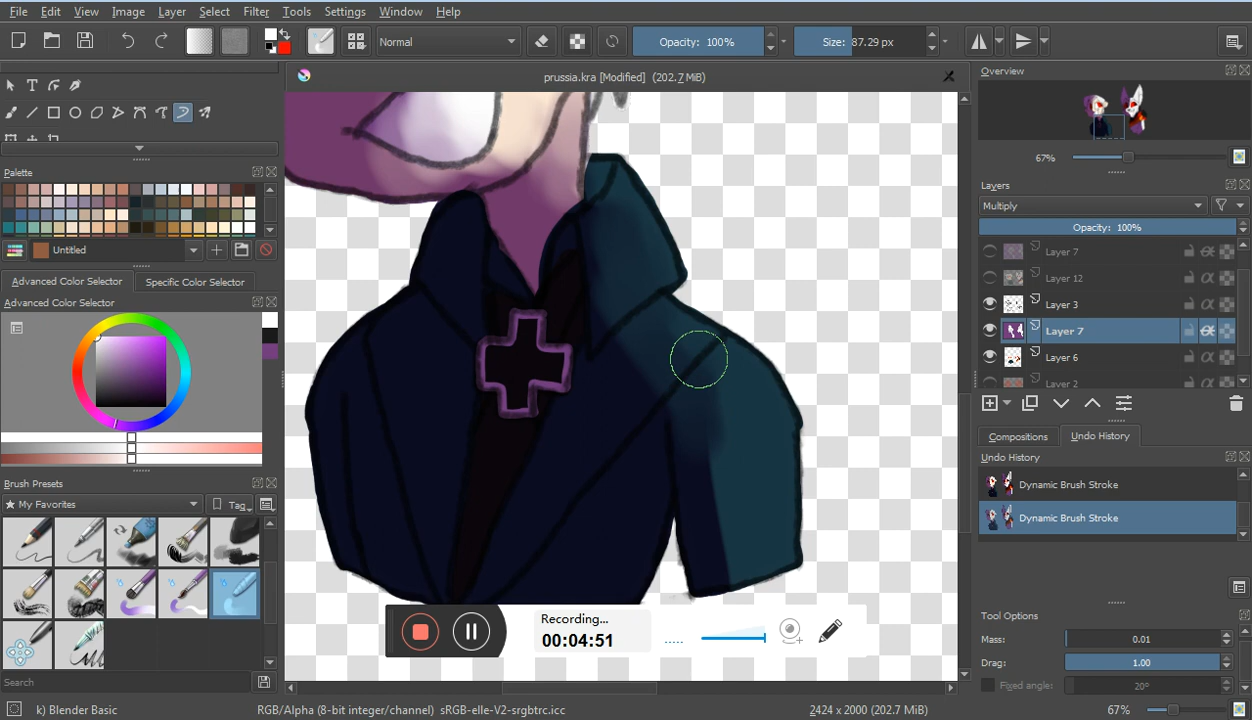 File Edit View Image Layer Select Filter Tools Settings Windows Help
Normal Opacity: 100% Size: 87.29 px
prussia.kra [Modified] (202.7 MiB)
Overview
67%
Palette
Untitled
Advanced Color Selector Specific Color Selector
Advanced Color Selector
Brush Presets
My Favorites Tag
Search
Layers
Multiply
Opacity: 100%
Layer 7
Layer 12
Layer 3
Layer 7
Layer 6
Layer 2
Compositions Undo History
Undo History
Dynamic Brush Stroke
Dynamic Brush Stroke
Tool Options
Mass: 0.01
Drag: 1.00
Fixed angle: 20°
Recording...
00:04:51
k) Blender Basic RGB/Alpha (8-bit integer/channel) sRGB-elle-V2-srgbtrc.icc 2424 x 2000 (202.7 MiB) 67%